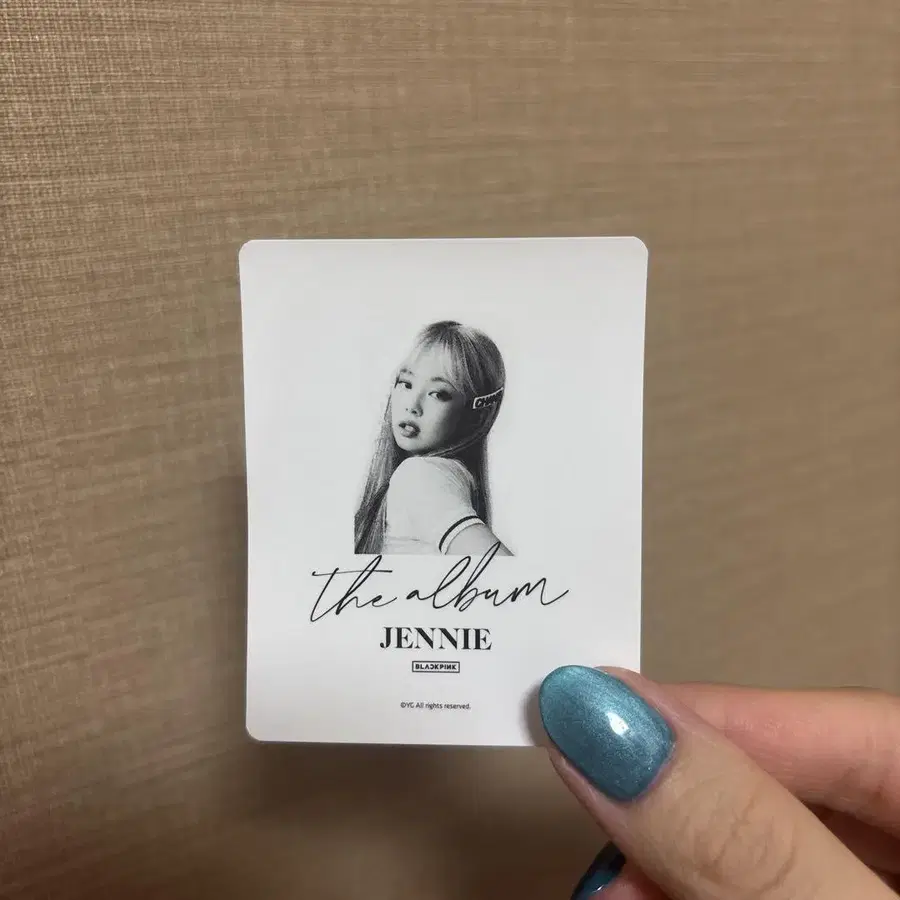 the album
JENNIE
BLACKPINK
©YG All rights reserved.